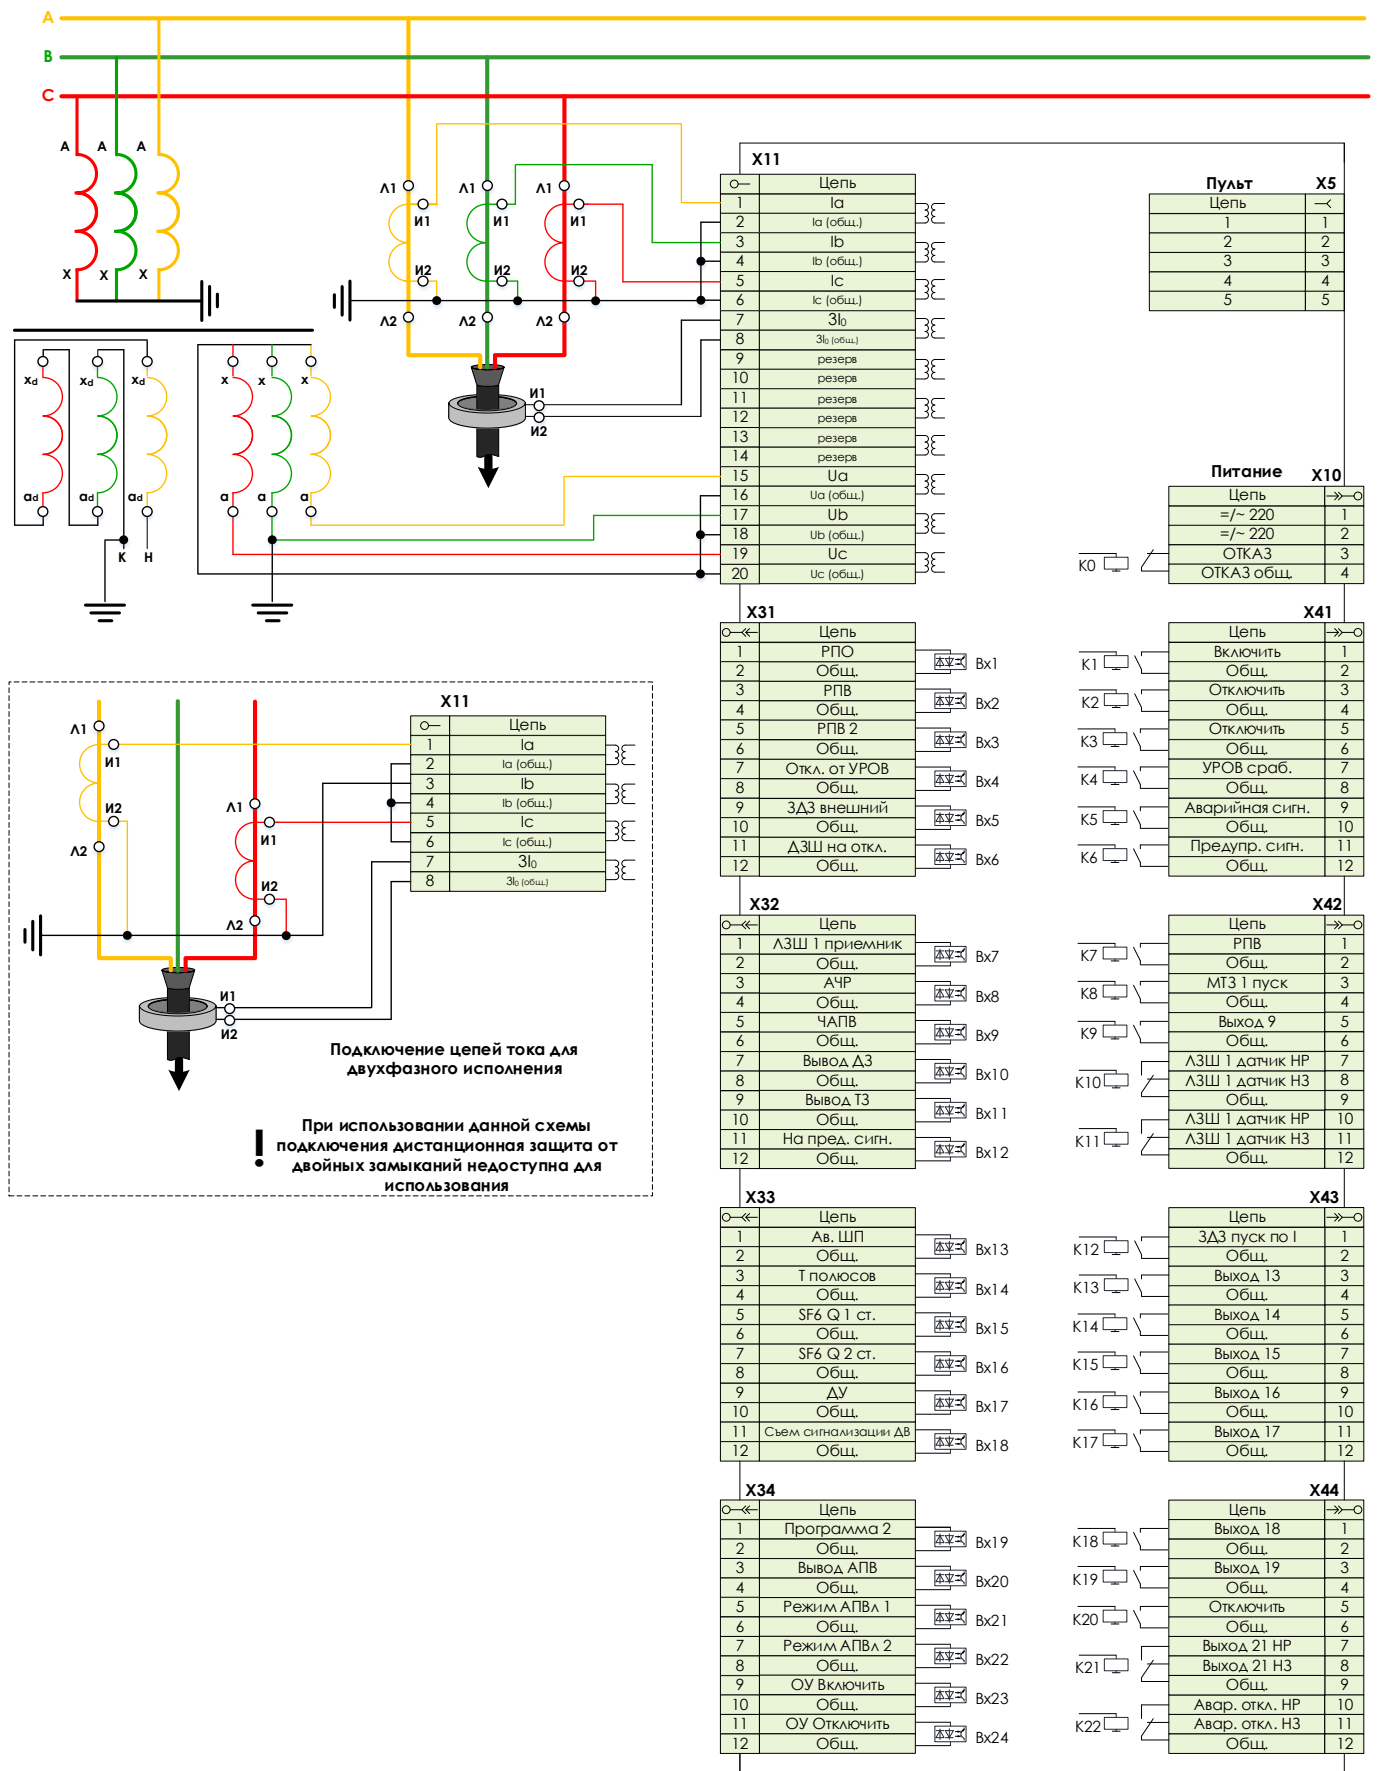 A
B
C
A A A
X X X
xd xd xd
ad ad ad
К Н
x x x
a a a
Л1 Л1 Л1
И1 И1 И1
И2 И2 И2
Л2 Л2 Л2
И1
И2
X11
Цепь
1 Ia
2 Ia (общ.)
3 Ib
4 Ib (общ.)
5 Ic
6 Ic (общ.)
7 3I0
8 3I0 (общ.)
9 резерв
10 резерв
11 резерв
12 резерв
13 резерв
14 резерв
15 Ua
16 Ua (общ.)
17 Ub
18 Ub (общ.)
19 Uc
20 Uc (общ.)
Пульт X5
Цепь
1 1
2 2
3 3
4 4
5 5
Питание X10
Цепь
=/~ 220 1
=/~ 220 2
К0 ОТКАЗ 3
ОТКАЗ общ. 4
X31
Цепь
1 РПО Вх1
2 Общ.
3 РПВ Вх2
4 Общ.
5 РПВ 2 Вх3
6 Общ.
7 Откл. от УРОВ Вх4
8 Общ.
9 ЗДЗ внешний Вх5
10 Общ.
11 ДЗШ на откл. Вх6
12 Общ.
X41
Цепь
К1 Включить 1
Общ. 2
К2 Отключить 3
Общ. 4
К3 Отключить 5
Общ. 6
К4 УРОВ сраб. 7
Общ. 8
К5 Аварийная сигн. 9
Общ. 10
К6 Предупр. сигн. 11
Общ. 12
X11
Цепь
1 Ia
2 Ia (общ.)
3 Ib
4 Ib (общ.)
5 Ic
6 Ic (общ.)
7 3I0
8 3I0 (общ.)
Л1
И1
И2
Л2
Л1
И1
И2
Л2
И1
И2
Подключение цепей тока для
двухфазного исполнения
! При использовании данной схемы
подключения дистанционная защита от
двойных замыканий недоступна для
использования
X32
Цепь
1 ЛЗШ 1 приемник Вх7
2 Общ.
3 АЧР Вх8
4 Общ.
5 ЧАПВ Вх9
6 Общ.
7 Вывод ДЗ Вх10
8 Общ.
9 Вывод ТЗ Вх11
10 Общ.
11 На пред. сигн. Вх12
12 Общ.
X42
Цепь
К7 РПВ 1
Общ. 2
К8 МТЗ 1 пуск 3
Общ. 4
К9 Выход 9 5
Общ. 6
ЛЗШ 1 датчик НР 7
К10 ЛЗШ 1 датчик НЗ 8
Общ. 9
ЛЗШ 1 датчик НР 10
К11 ЛЗШ 1 датчик НЗ 11
Общ. 12
X33
Цепь
1 Ав. ШП Вх13
2 Общ.
3 Т полюсов Вх14
4 Общ.
5 SF6 Q 1 ст. Вх15
6 Общ.
7 SF6 Q 2 ст. Вх16
8 Общ.
9 ДУ Вх17
10 Общ.
11 Съем сигнализации ДВ Вх18
12 Общ.
X43
Цепь
К12 ЗДЗ пуск по I 1
Общ. 2
К13 Выход 13 3
Общ. 4
К14 Выход 14 5
Общ. 6
К15 Выход 15 7
Общ. 8
К16 Выход 16 9
Общ. 10
К17 Выход 17 11
Общ. 12
X34
Цепь
1 Программа 2 Вх19
2 Общ.
3 Вывод АПВ Вх20
4 Общ.
5 Режим АПВл 1 Вх21
6 Общ.
7 Режим АПВл 2 Вх22
8 Общ.
9 ОУ Включить Вх23
10 Общ.
11 ОУ Отключить Вх24
12 Общ.
X44
Цепь
К18 Выход 18 1
Общ. 2
К19 Выход 19 3
Общ. 4
К20 Отключить 5
Общ. 6
Выход 21 НР 7
К21 Выход 21 НЗ 8
Общ. 9
Авар. откл. НР 10
К22 Авар. откл. НЗ 11
Общ. 12